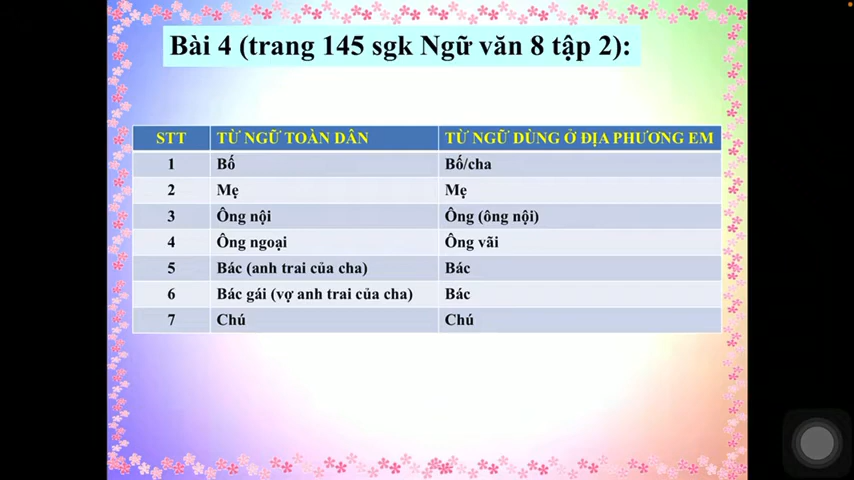 Bài 4 (trang 145 sgk Ngữ văn 8 tập 2):
STT TỪ NGỮ TOÀN DÂN TỪ NGỮ DÙNG Ở ĐỊA PHƯƠNG EM
1 Bố Bố/cha
2 Mẹ Mẹ
3 Ông nội Ông (ông nội)
4 Ông ngoại Ông vãi
5 Bác (anh trai của cha) Bác
6 Bác gái (vợ anh trai của cha) Bác
7 Chú Chú